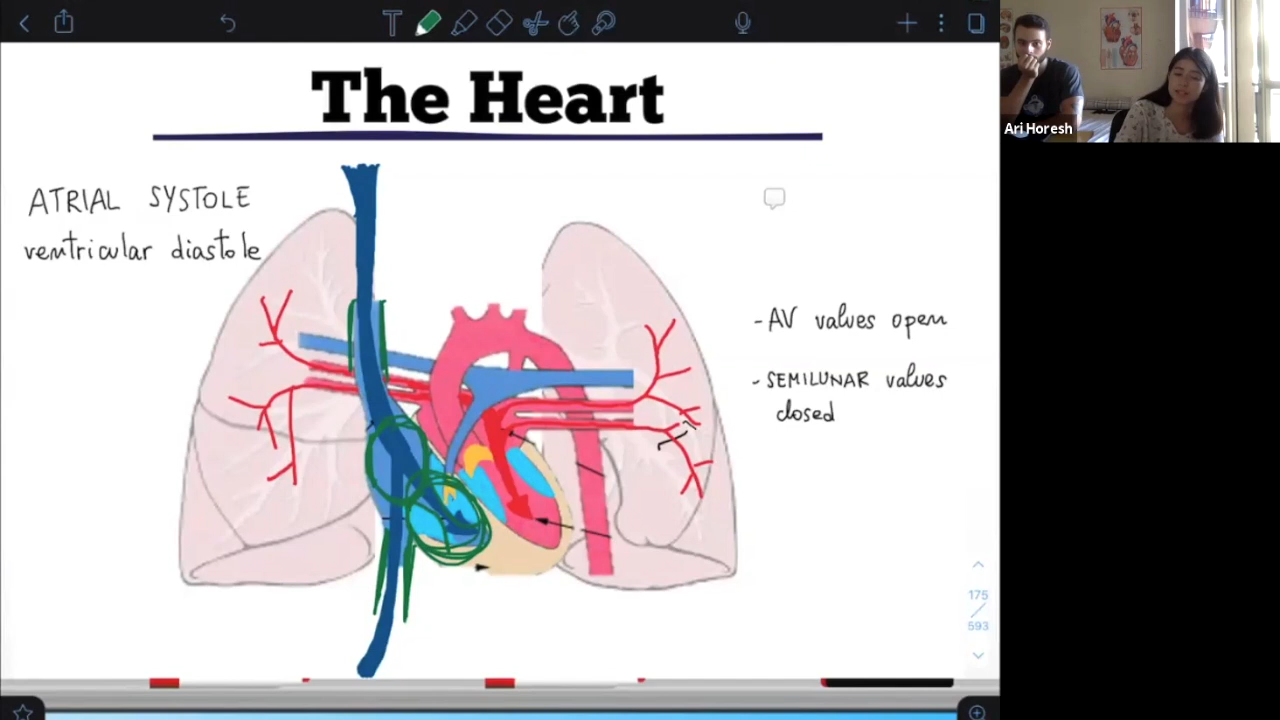 The Heart
ATRIAL SYSTOLE
ventricular diastole
- AV valves open
- SEMILUNAR valves
closed
175
593
Ari Horesh